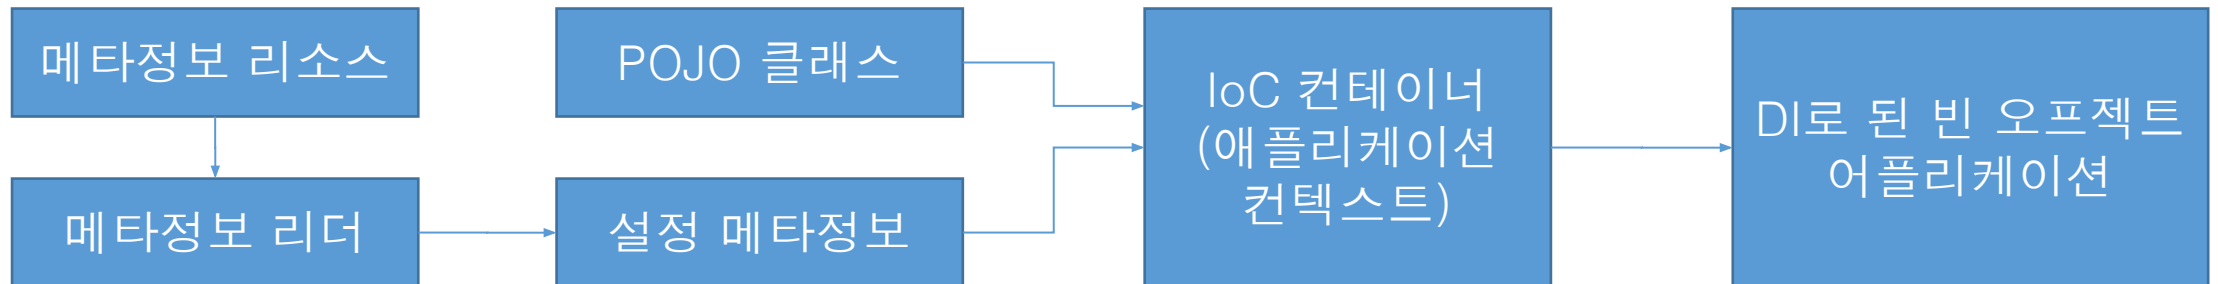 메타정보 리소스
POJO 클래스
IoC 컨테이너
(애플리케이션
컨텍스트)
DI로 된 빈 오프젝트
어플리케이션
메타정보 리더
설정 메타정보